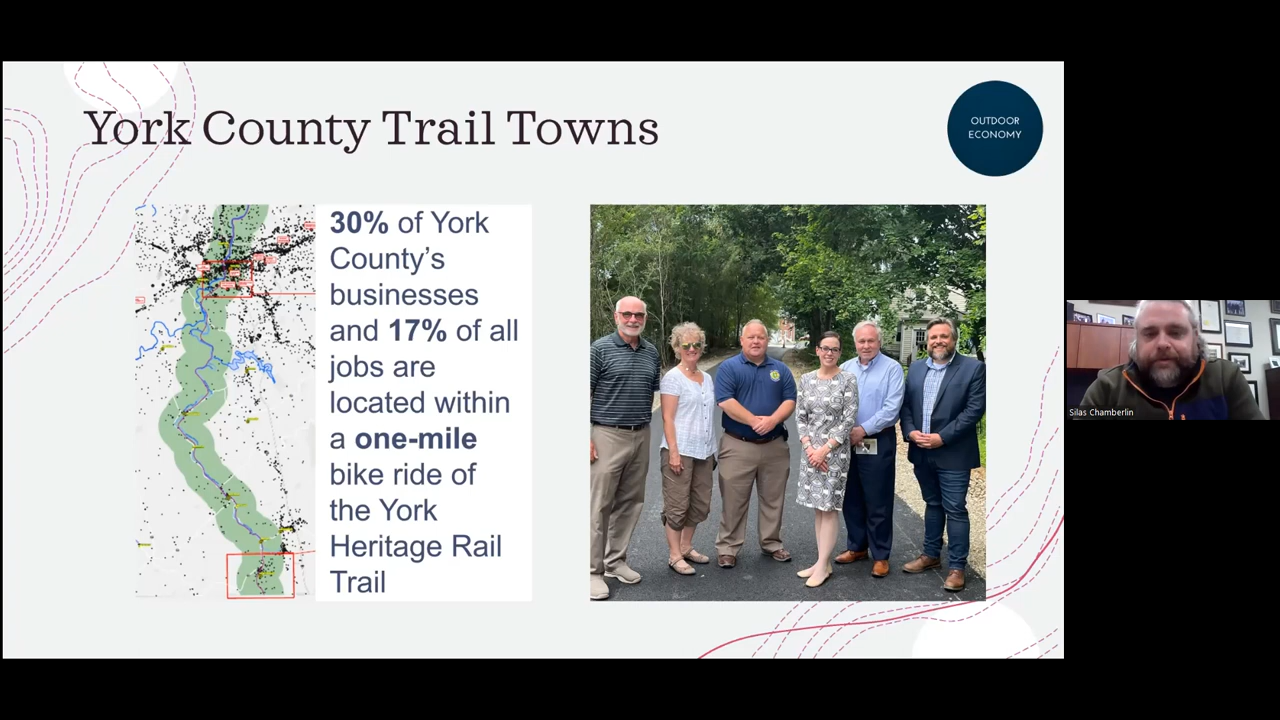 York County Trail Towns
OUTDOOR
ECONOMY
30% of York
County’s
businesses
and 17% of all
jobs are
located within
a one-mile
bike ride of
the York
Heritage Rail
Trail
Silas Chamberlin